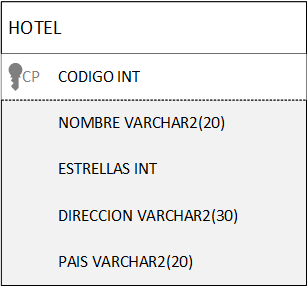 HOTEL
CP CODIGO INT
NOMBRE VARCHAR2(20)
ESTRELLAS INT
DIRECCION VARCHAR2(30)
PAIS VARCHAR2(20)